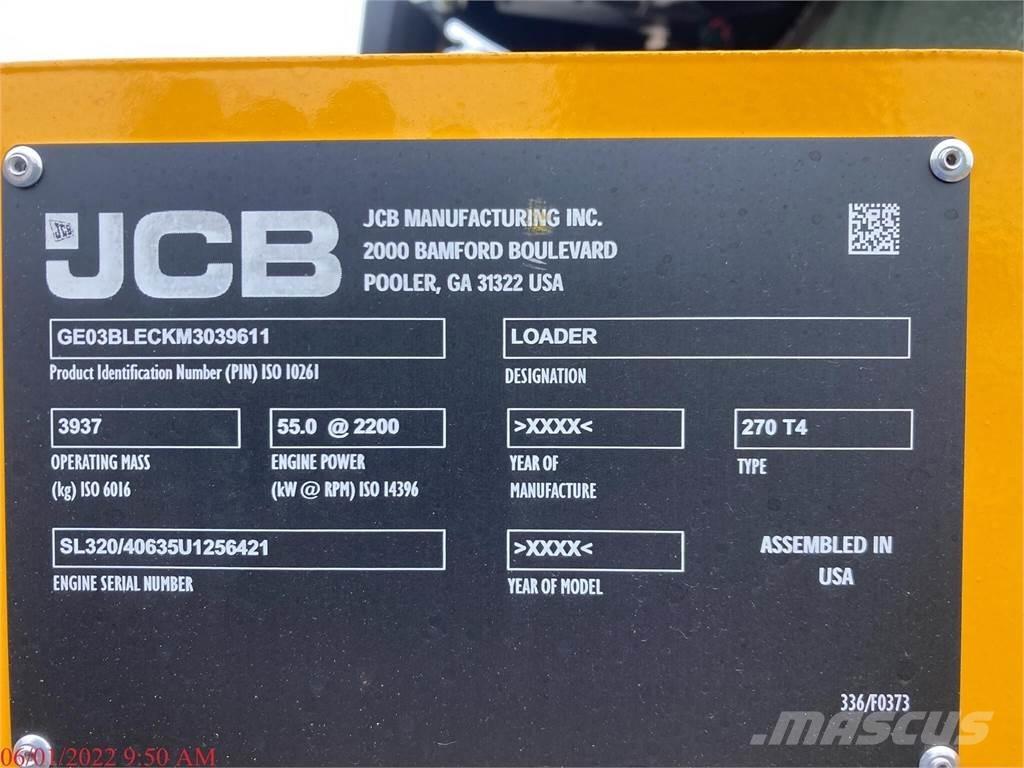 JCB
JCB MANUFACTURING INC.
2000 BAMFORD BOULEVARD
POOLER, GA 31322 USA
GE03BLECKM3039611
Product Identification Number (PIN) ISO 10261
LOADER
DESIGNATION
3937
OPERATING MASS
(kg) ISO 6016
55.0 @ 2200
ENGINE POWER
(kW @ RPM) ISO 14396
>XXXX<
YEAR OF
MANUFACTURE
270 T4
TYPE
SL320/40635U1256421
ENGINE SERIAL NUMBER
>XXXX<
YEAR OF MODEL
ASSEMBLED IN
USA
336/F0373
MASCUS
06/01/2022 9:50 AM